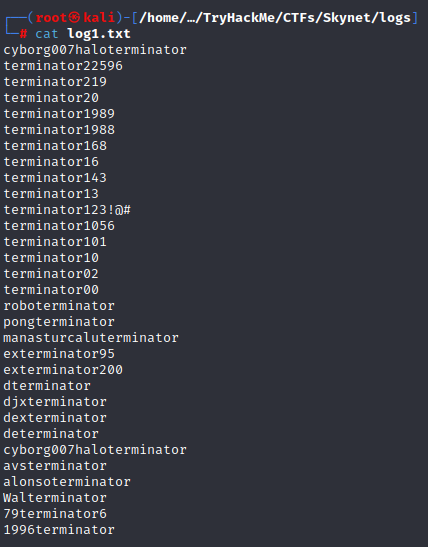 ┌──(root㉿kali)-[/home/…/TryHackMe/CTFs/Skynet/logs]
└─# cat log1.txt
cyborg007haloterminator
terminator22596
terminator219
terminator20
terminator1989
terminator1988
terminator168
terminator16
terminator143
terminator13
terminator123!@#
terminator1056
terminator101
terminator10
terminator02
terminator00
roboterminator
pongterminator
manasturcaluterminator
exterminator95
exterminator200
dterminator
djxterminator
dexterminator
determinator
cyborg007haloterminator
avsterminator
alonsoterminator
Walterminator
79terminator6
1996terminator